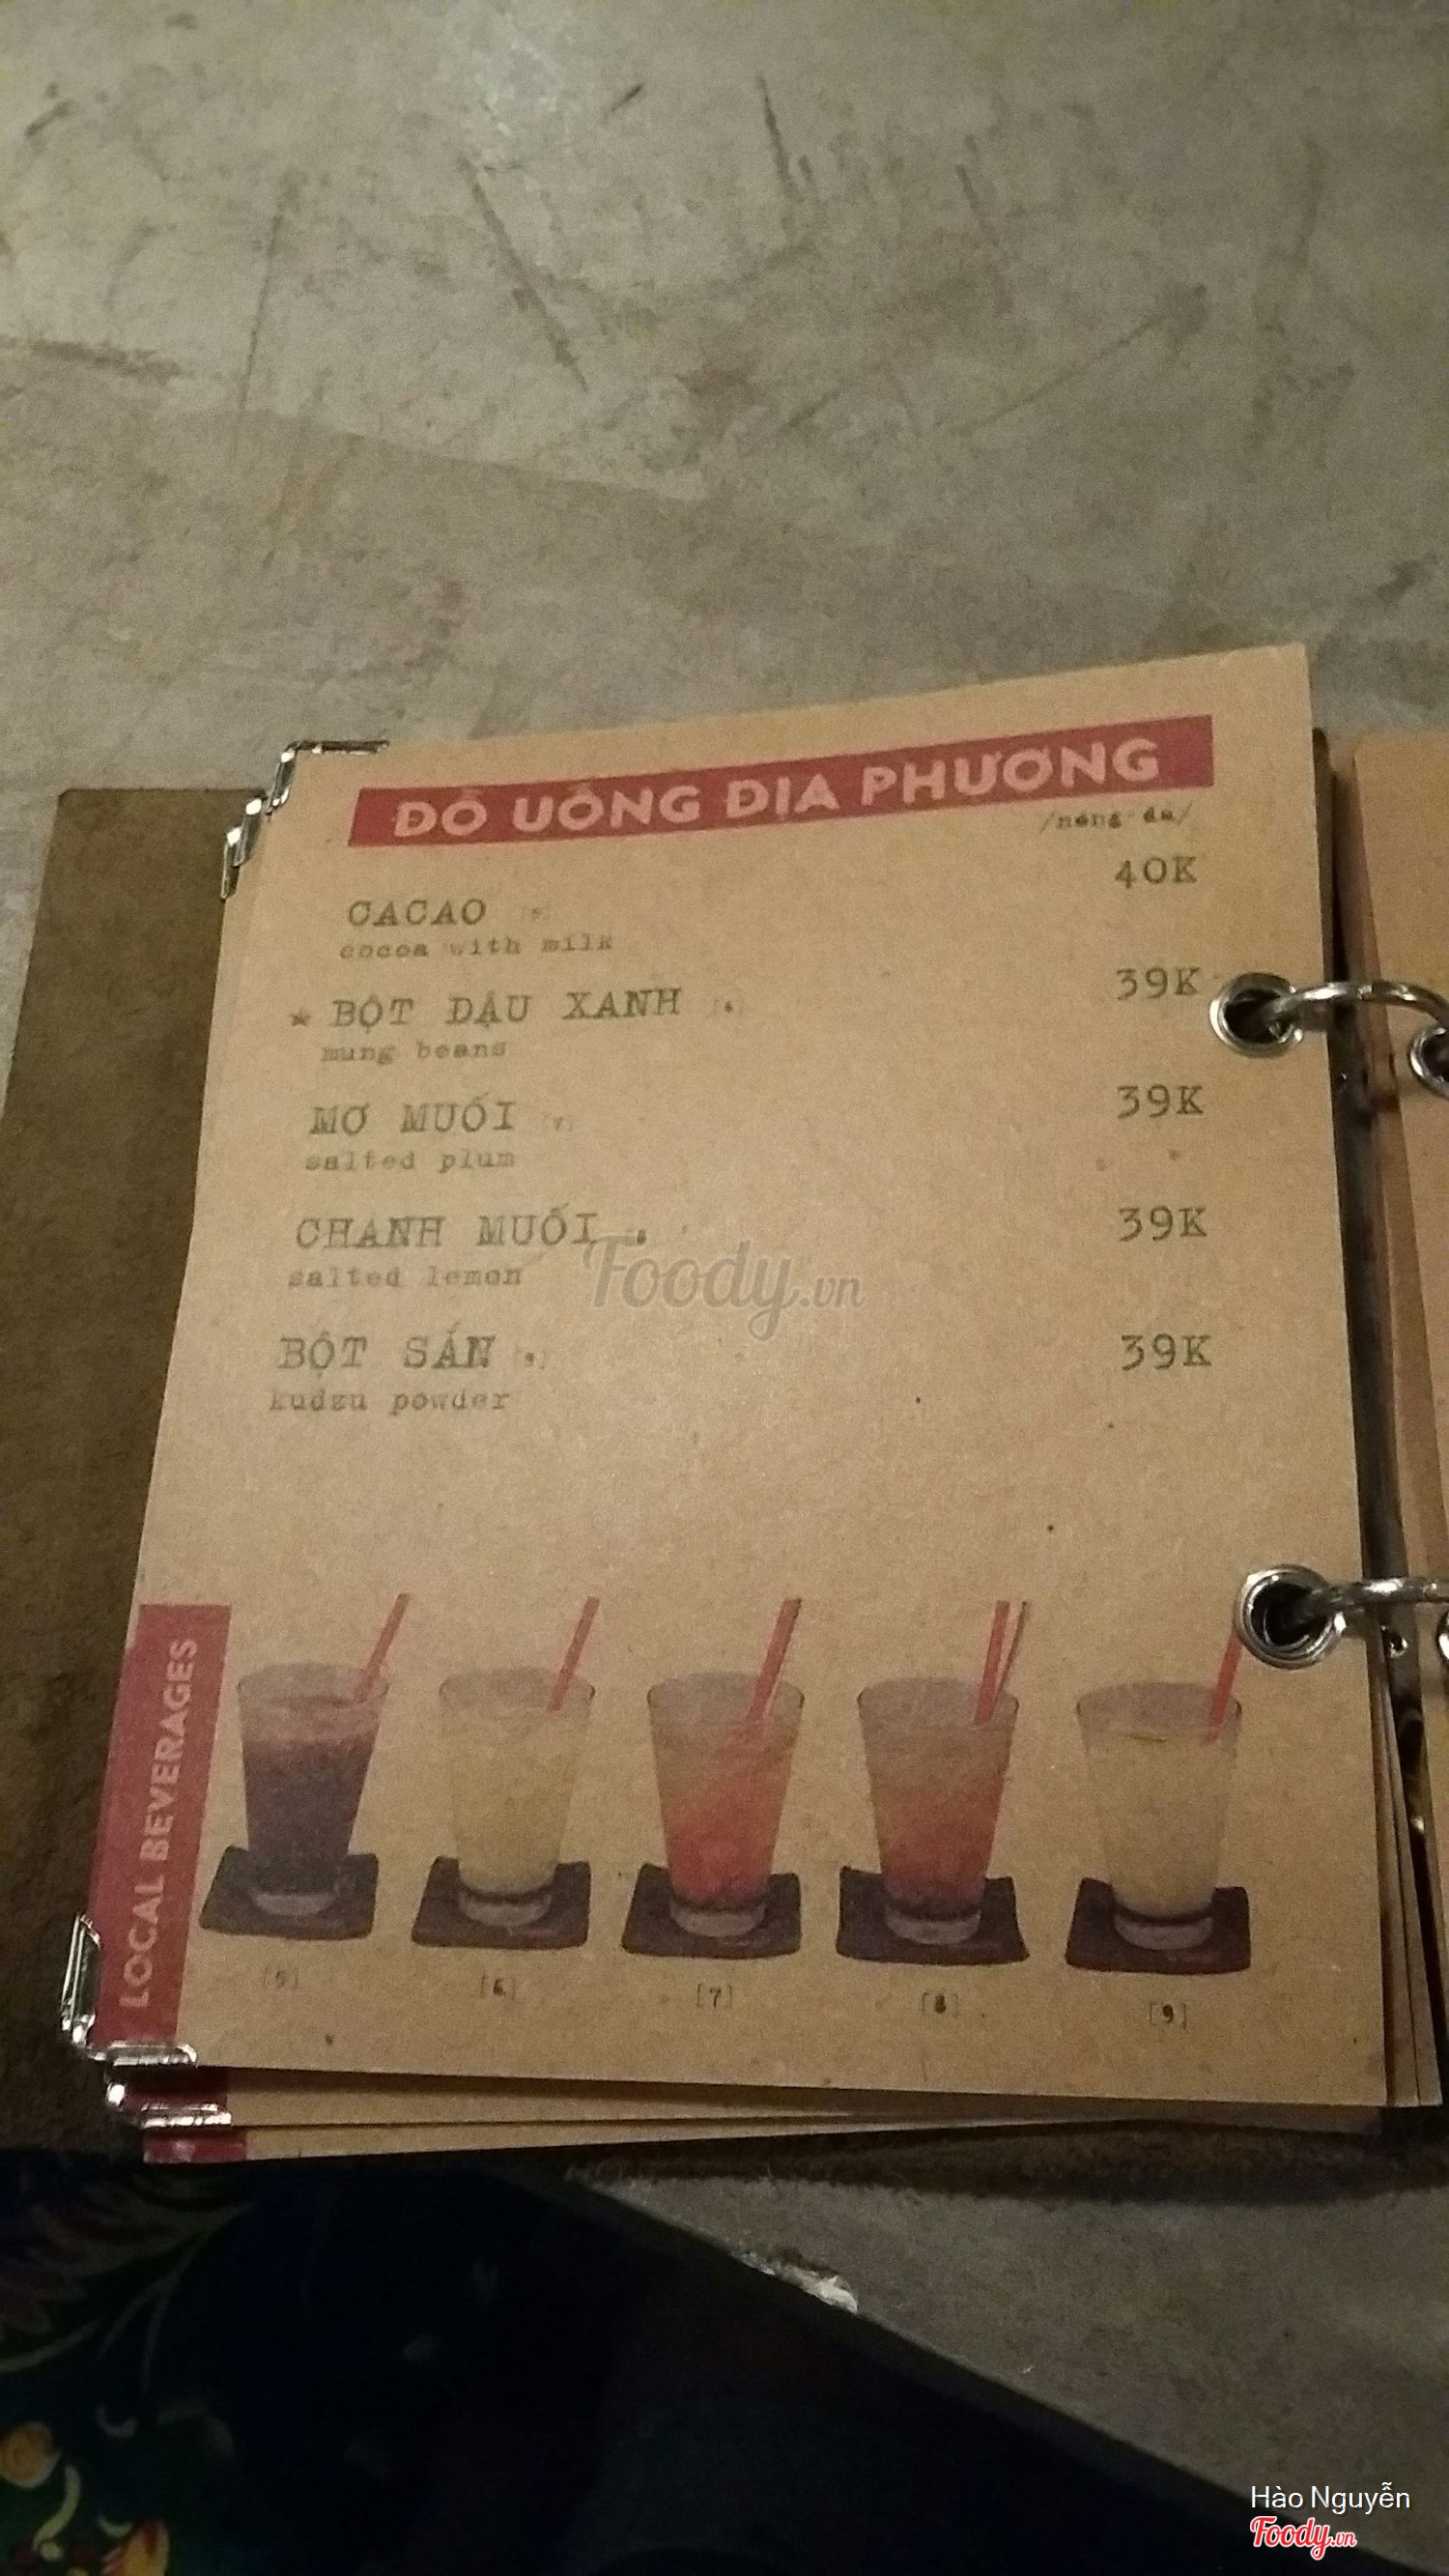 ĐỒ UỐNG ĐỊA PHƯƠNG
/nóng-đá/
CACAO 40K
cocoa with milk
★ BỘT ĐẬU XANH 39K
mung beans
MƠ MUỐI [7] 39K
salted plum
CHANH MUỐI 39K
salted lemon
BỘT SẮN [9] 39K
kudzu powder
Foody.vn
LOCAL BEVERAGES
[5] [6] [7] [8] [9]
Hào Nguyễn
Foody.vn